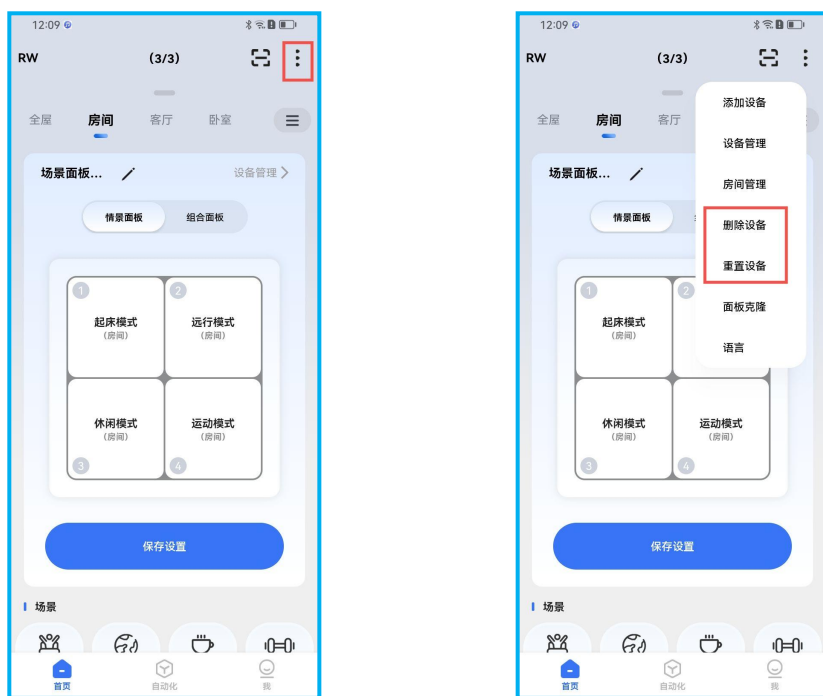 12:09
RW
(3/3)
全屋
房间
客厅
卧室
场景面板...
设备管理
情景面板
组合面板
1
2
起床模式
远行模式
(房间)
(房间)
休闲模式
运动模式
(房间)
(房间)
3
4
保存设置
场景
首页
自动化
我
12:09
RW
(3/3)
添加设备
全屋
房间
客厅
设备管理
场景面板...
房间管理
情景面板
删除设备
重置设备
1
2
面板克隆
起床模式
(房间)
语言
休闲模式
运动模式
(房间)
(房间)
3
4
保存设置
场景
首页
自动化
我